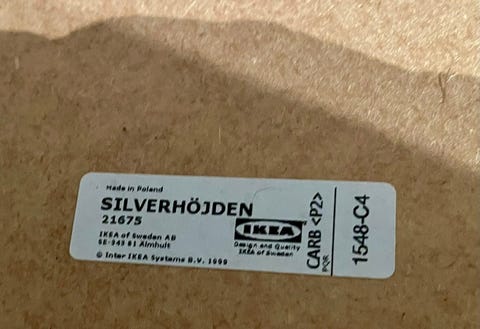 Made in Poland
SILVERHÖJDEN
21675
IKEA of Sweden AB
SE-343 81 Älmhult
© Inter IKEA Systems B.V. 1999
IKEA
Design and Quality
IKEA of Sweden
CARB <P2>
PQR
1548-C4